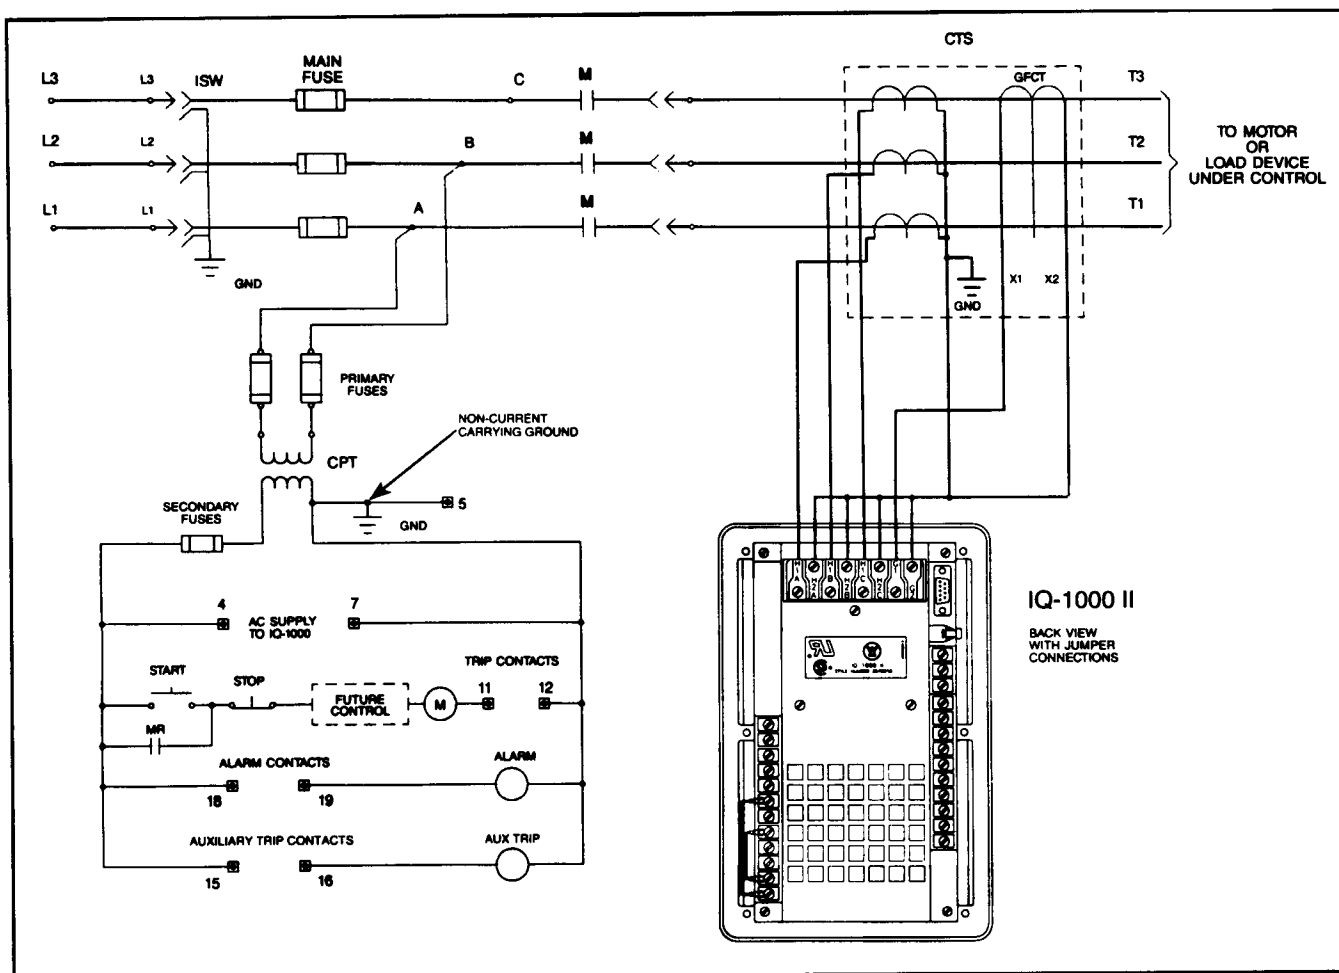 CTS
L3
L3
ISW
MAIN
FUSE
C
M
GFCT
T3
L2
L2
B
M
T2
TO MOTOR
OR
LOAD DEVICE
UNDER CONTROL
L1
L1
A
M
T1
GND
X1
X2
GND
PRIMARY
FUSES
NON-CURRENT
CARRYING GROUND
CPT
SECONDARY
FUSES
5
GND
4
7
AC SUPPLY
TO IQ-1000
IQ-1000 II
BACK VIEW
WITH JUMPER
CONNECTIONS
START
STOP
TRIP CONTACTS
11
12
FUTURE
CONTROL
M
MR
ALARM CONTACTS
ALARM
18
19
AUXILIARY TRIP CONTACTS
AUX TRIP
15
16
IQ 1000 II